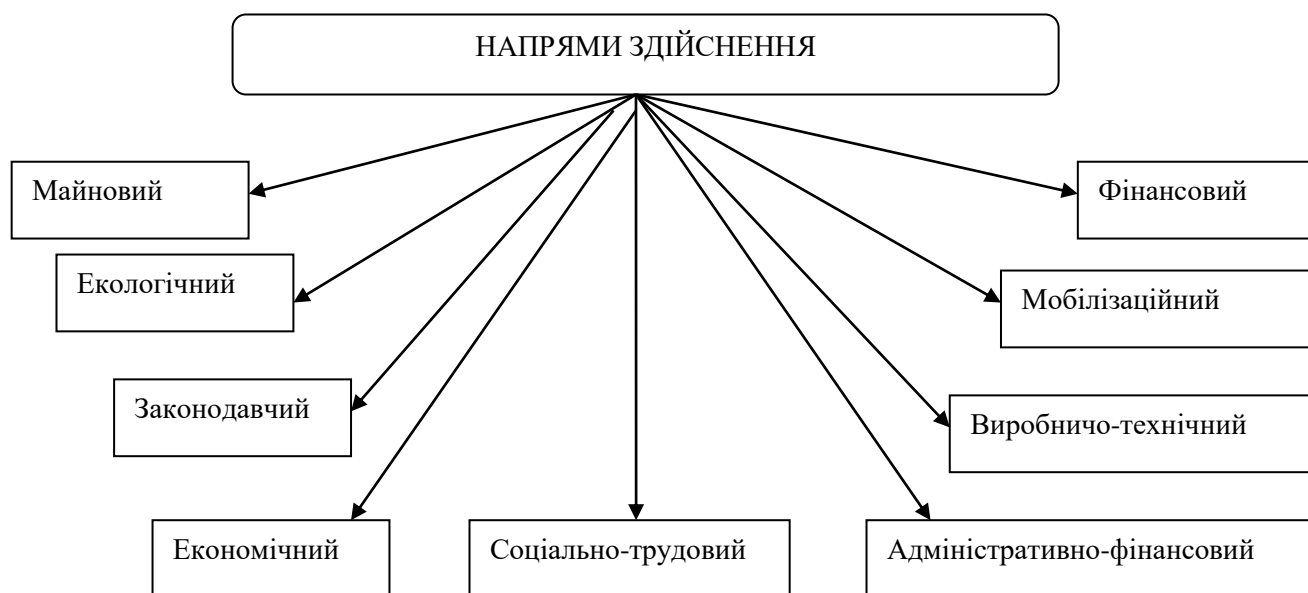 НАПРЯМИ ЗДІЙСНЕННЯ
Майновий
Фінансовий
Екологічний
Мобілізаційний
Законодавчий
Виробничо-технічний
Економічний
Соціально-трудовий
Адміністративно-фінансовий